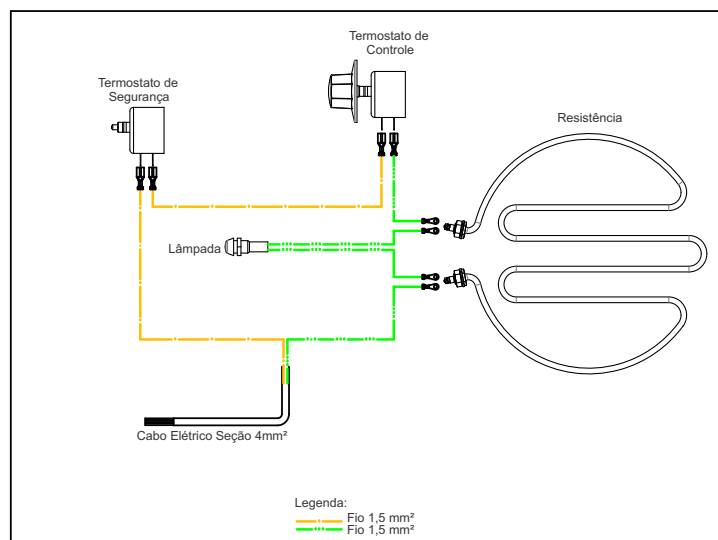 Termostato de
Controle
Termostato de
Segurança
Resistência
Lâmpada
Cabo Elétrico Seção 4mm²
Legenda:
Fio 1,5 mm²
Fio 1,5 mm²